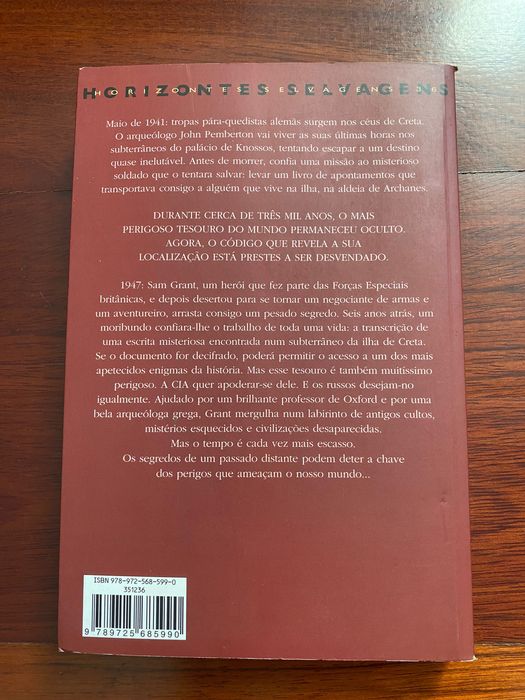 HORIZONTES SELVAGENS
HORIZONTES SELVAGENS 36
Maio de 1941: tropas pára-quedistas alemãs surgem nos céus de Creta.
O arqueólogo John Pemberton vai viver as suas últimas horas nos
subterrâneos do palácio de Knossos, tentando escapar a um destino
quase inelutável. Antes de morrer, confia uma missão ao misterioso
soldado que o tentara salvar: levar um livro de apontamentos que
transportava consigo a alguém que vive na ilha, na aldeia de Archanes.
DURANTE CERCA DE TRÊS MIL ANOS, O MAIS
PERIGOSO TESOURO DO MUNDO PERMANECEU OCULTO.
AGORA, O CÓDIGO QUE REVELA A SUA
LOCALIZAÇÃO ESTÁ PRESTES A SER DESVENDADO.
1947: Sam Grant, um herói que fez parte das Forças Especiais
britânicas, e depois desertou para se tornar um negociante de armas e
um aventureiro, arrasta consigo um pesado segredo. Seis anos atrás, um
moribundo confiara-lhe o trabalho de toda uma vida: a transcrição de
uma escrita misteriosa encontrada num subterrâneo da ilha de Creta.
Se o documento for decifrado, poderá permitir o acesso a um dos mais
apetecidos enigmas da história. Mas esse tesouro é também muitíssimo
perigoso. A CIA quer apoderar-se dele. E os russos desejam-no
igualmente. Ajudado por um brilhante professor de Oxford e por uma
bela arqueóloga grega, Grant mergulha num labirinto de antigos cultos,
mistérios esquecidos e civilizações desaparecidas.
Mas o tempo é cada vez mais escasso.
Os segredos de um passado distante podem deter a chave
dos perigos que ameaçam o nosso mundo...
ISBN 978-972-568-599-0
351236
9 789725 685990